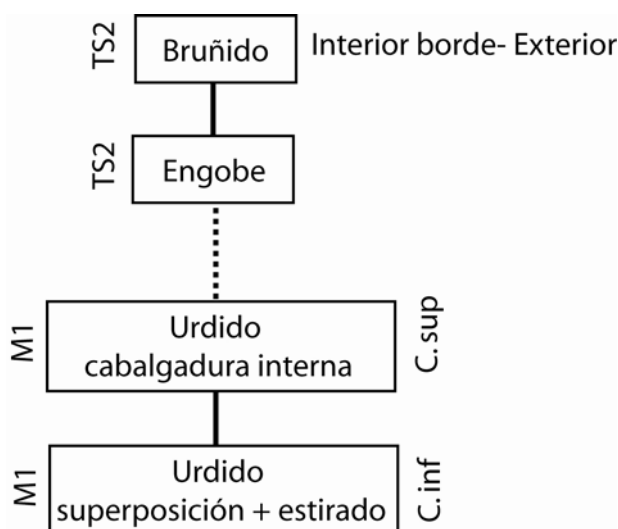 TS2
Bruñido
Interior borde- Exterior
TS2
Engobe
M1
Urdido
cabalgadura interna
C. sup
M1
Urdido
superposición + estirado
C. inf